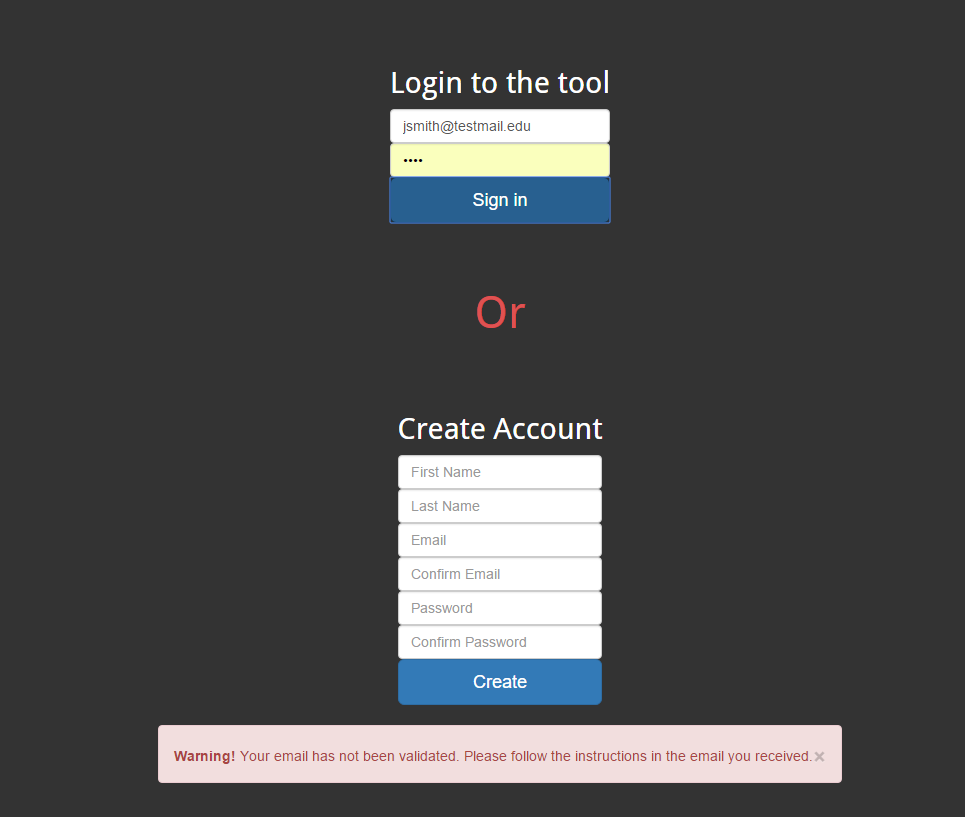 Login to the tool
jsmith@testmail.edu
••••
Sign in
Or
Create Account
First Name
Last Name
Email
Confirm Email
Password
Confirm Password
Create
Warning! Your email has not been validated. Please follow the instructions in the email you received. ×